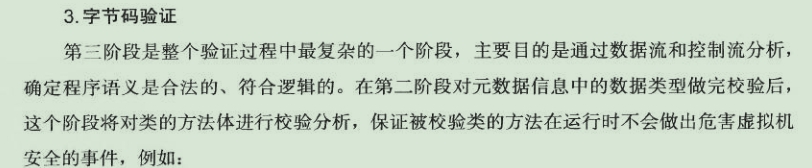 3.字节码验证
第三阶段是整个验证过程中最复杂的一个阶段，主要目的是通过数据流和控制流分析，
确定程序语义是合法的、符合逻辑的。在第二阶段对元数据信息中的数据类型做完校验后，
这个阶段将对类的方法体进行校验分析，保证被校验类的方法在运行时不会做出危害虚拟机
安全的事件，例如：